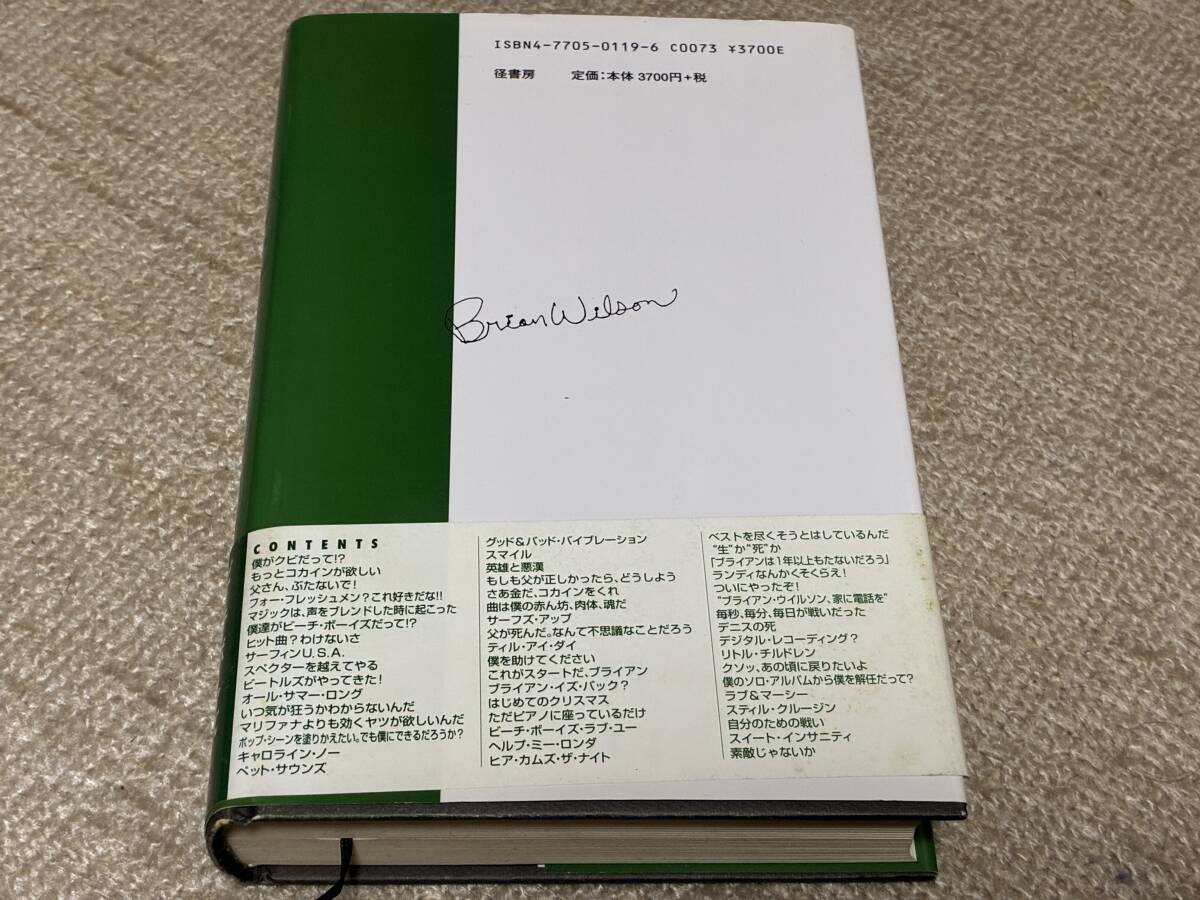 ISBN4-7705-0119-6 C0073 ¥3700E
径書房 定価:本体 3700円+税
Brian Wilson
CONTENTS
僕がクビだって!?
もっとコカインが欲しい
父さん、ぶたないで!
フォー・フレッシュメン?これ好きだな!!
マジックは、声をブレンドした時に起こった
僕達がビーチ・ボーイズだって!?
ヒット曲?わけないさ
サーフィンU.S.A.
スペクターを越えてやる
ビートルズがやってきた!
オール・サマー・ロング
いつ気が狂うかわからないんだ
マリファナよりも効くヤツが欲しいんだ
ポップ・シーンを塗りかえたい。でも僕にできるだろうか?
キャロライン・ノー
ペット・サウンズ
グッド&バッド・バイブレーション
スマイル
英雄と悪漢
もしも父が正しかったら、どうしよう
さあ金だ、コカインをくれ
曲は僕の赤ん坊、肉体、魂だ
サーフズ・アップ
父が死んだ。なんて不思議なことだろう
ティル・アイ・ダイ
僕を助けてください
これがスタートだ、ブライアン
ブライアン・イズ・バック?
はじめてのクリスマス
ただピアノに座っているだけ
ビーチ・ボーイズ・ラブ・ユー
ヘルプ・ミー・ロンダ
ヒア・カムズ・ザ・ナイト
ベストを尽くそうとはしているんだ
"生"か"死"か
「ブライアンは1年以上もたないだろう」
ランディなんかくそくらえ!
ついにやったぞ!
"ブライアン・ウイルソン、家に電話を"
毎秒、毎分、毎日が戦いだった
デニスの死
デジタル・レコーディング?
リトル・チルドレン
クソッ、あの頃に戻りたいよ
僕のソロ・アルバムから僕を解任だって?
ラブ&マーシー
スティル・クルージン
自分のための戦い
スイート・インサニティ
素敵じゃないか